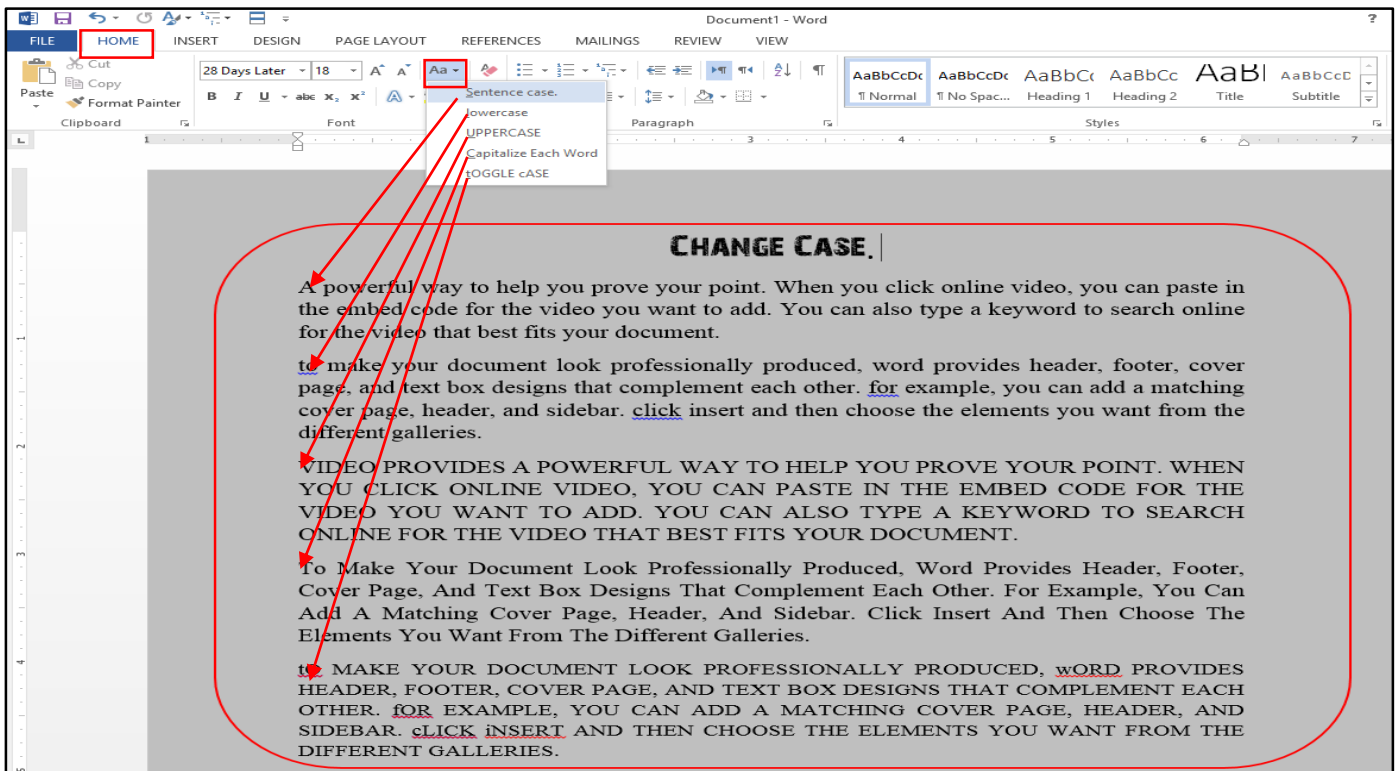 Document1 - Word ?
FILE HOME INSERT DESIGN PAGE LAYOUT REFERENCES MAILINGS REVIEW VIEW
Paste
Cut
Copy
Format Painter
Clipboard
28 Days Later 18 Aa
B I U abc x₂ x² A
Font
Paragraph
AaBbCcDc AaBbCcDc AaBbC( AaBbCc AaBl AaBbCcD
¶ Normal ¶ No Spac... Heading 1 Heading 2 Title Subtitle
Styles
Sentence case.
lowercase
UPPERCASE
Capitalize Each Word
tOGGLE cASE
1 3 4 5 6 7
CHANGE CASE.
A powerful way to help you prove your point. When you click online video, you can paste in
the embed code for the video you want to add. You can also type a keyword to search online
for the video that best fits your document.
to make your document look professionally produced, word provides header, footer, cover
page, and text box designs that complement each other. for example, you can add a matching
cover page, header, and sidebar. click insert and then choose the elements you want from the
different galleries.
VIDEO PROVIDES A POWERFUL WAY TO HELP YOU PROVE YOUR POINT. WHEN
YOU CLICK ONLINE VIDEO, YOU CAN PASTE IN THE EMBED CODE FOR THE
VIDEO YOU WANT TO ADD. YOU CAN ALSO TYPE A KEYWORD TO SEARCH
ONLINE FOR THE VIDEO THAT BEST FITS YOUR DOCUMENT.
To Make Your Document Look Professionally Produced, Word Provides Header, Footer,
Cover Page, And Text Box Designs That Complement Each Other. For Example, You Can
Add A Matching Cover Page, Header, And Sidebar. Click Insert And Then Choose The
Elements You Want From The Different Galleries.
tO MAKE YOUR DOCUMENT LOOK PROFESSIONALLY PRODUCED, wORD PROVIDES
HEADER, FOOTER, COVER PAGE, AND TEXT BOX DESIGNS THAT COMPLEMENT EACH
OTHER. fOR EXAMPLE, YOU CAN ADD A MATCHING COVER PAGE, HEADER, AND
SIDEBAR. cLICK iNSERT AND THEN CHOOSE THE ELEMENTS YOU WANT FROM THE
DIFFERENT GALLERIES.